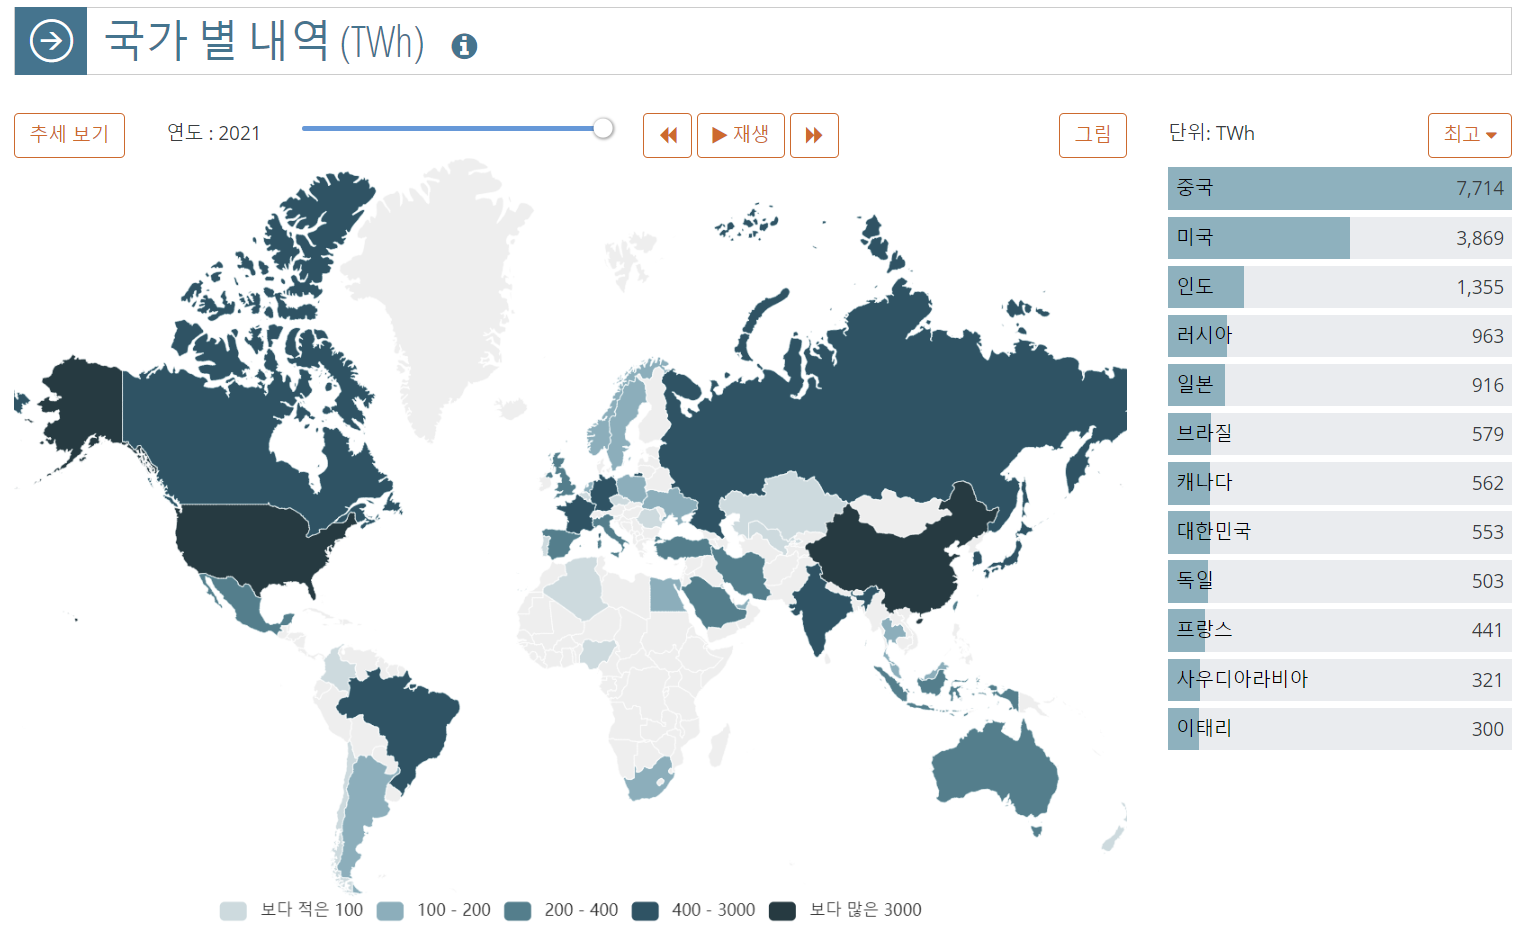 국가 별 내역 (TWh)
추세 보기
연도 : 2021
재생
그림
단위: TWh
최고
중국 7,714
미국 3,869
인도 1,355
러시아 963
일본 916
브라질 579
캐나다 562
대한민국 553
독일 503
프랑스 441
사우디아라비아 321
이태리 300
보다 적은 100 100 - 200 200 - 400 400 - 3000 보다 많은 3000